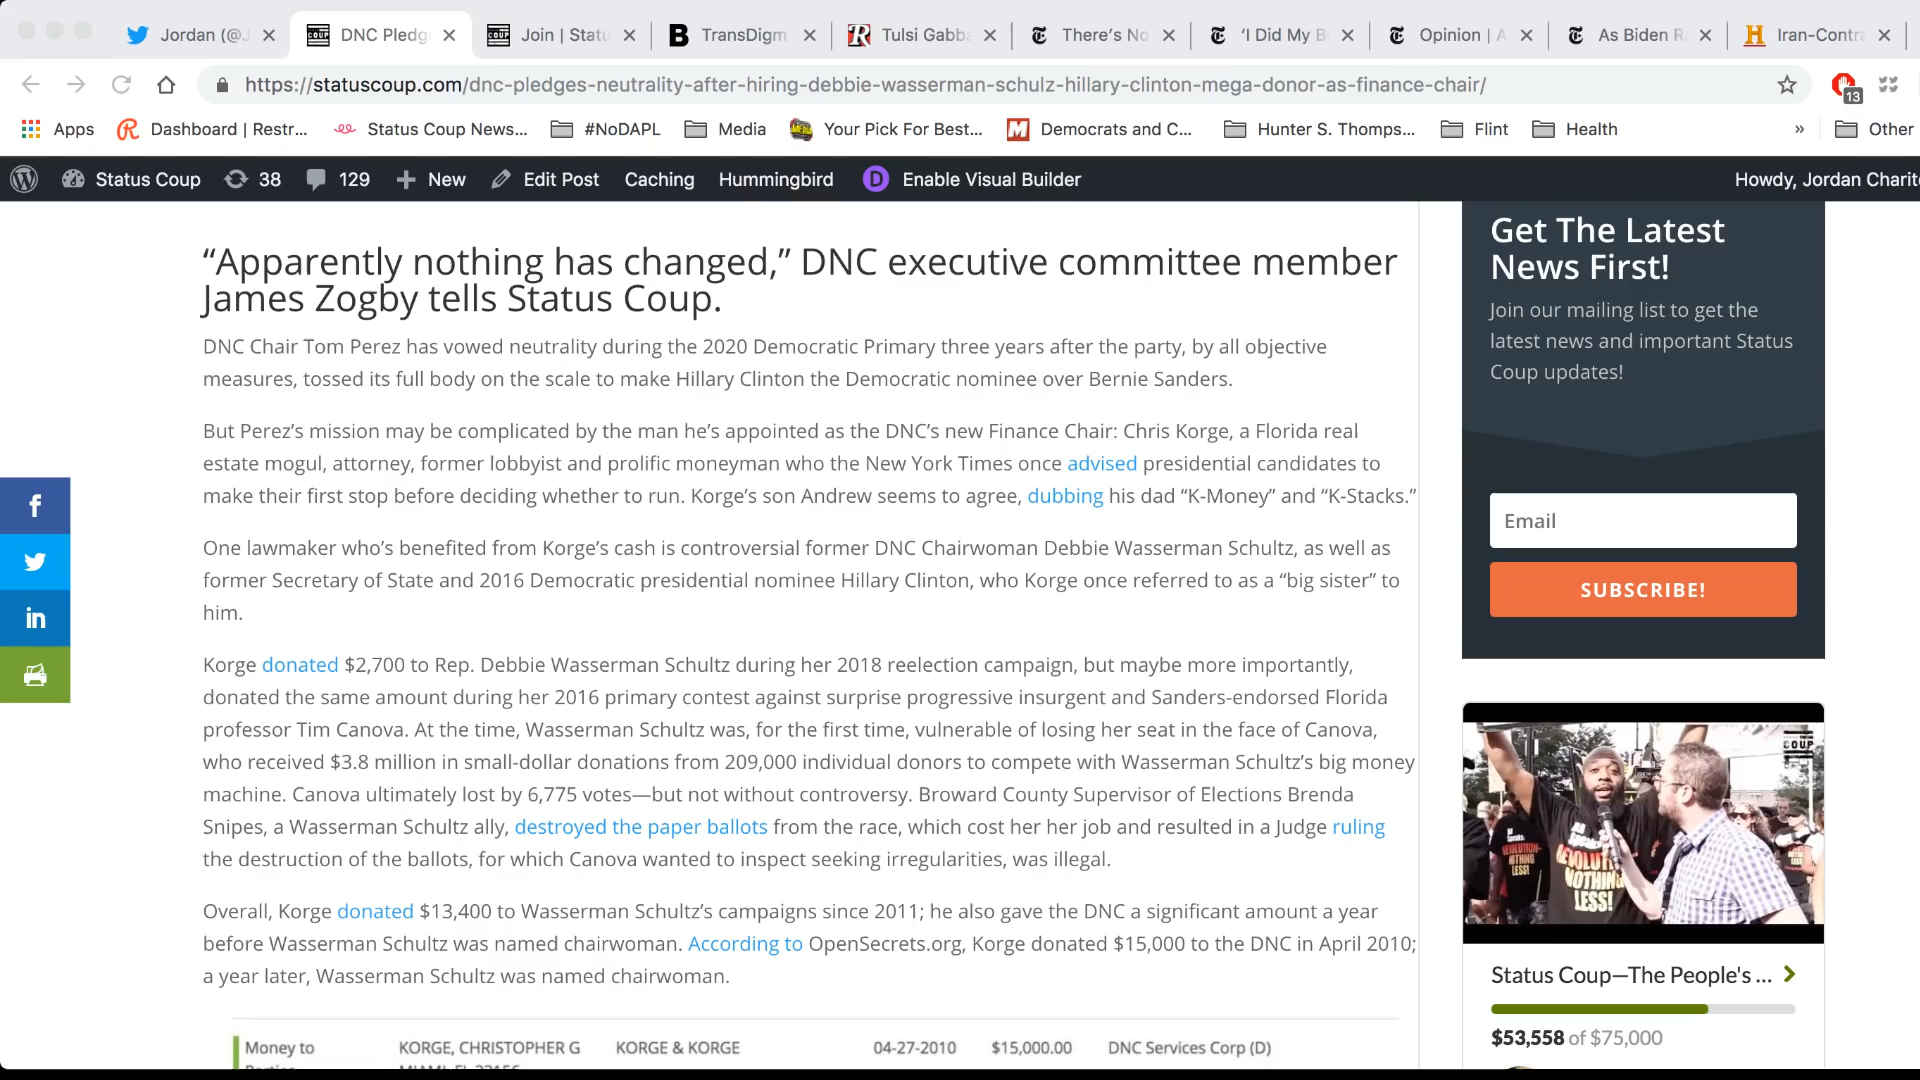 Jordan (@J
DNC Pledg
Join | Statu
TransDigm
Tulsi Gabba
There's No
'I Did My B
Opinion | A
As Biden R
Iran-Contra
https://statuscoup.com/dnc-pledges-neutrality-after-hiring-debbie-wasserman-schulz-hillary-clinton-mega-donor-as-finance-chair/
13
Apps
Dashboard | Restr...
Status Coup News...
#NoDAPL
Media
Your Pick For Best...
Democrats and C...
Hunter S. Thomps...
Flint
Health
»
Other
Status Coup
38
129
New
Edit Post
Caching
Hummingbird
Enable Visual Builder
Howdy, Jordan Charit
“Apparently nothing has changed,” DNC executive committee member
James Zogby tells Status Coup.
DNC Chair Tom Perez has vowed neutrality during the 2020 Democratic Primary three years after the party, by all objective
measures, tossed its full body on the scale to make Hillary Clinton the Democratic nominee over Bernie Sanders.
But Perez’s mission may be complicated by the man he’s appointed as the DNC’s new Finance Chair: Chris Korge, a Florida real
estate mogul, attorney, former lobbyist and prolific moneyman who the New York Times once advised presidential candidates to
make their first stop before deciding whether to run. Korge’s son Andrew seems to agree, dubbing his dad “K-Money” and “K-Stacks.”
One lawmaker who’s benefited from Korge’s cash is controversial former DNC Chairwoman Debbie Wasserman Schultz, as well as
former Secretary of State and 2016 Democratic presidential nominee Hillary Clinton, who Korge once referred to as a “big sister” to
him.
Korge donated $2,700 to Rep. Debbie Wasserman Schultz during her 2018 reelection campaign, but maybe more importantly,
donated the same amount during her 2016 primary contest against surprise progressive insurgent and Sanders-endorsed Florida
professor Tim Canova. At the time, Wasserman Schultz was, for the first time, vulnerable of losing her seat in the face of Canova,
who received $3.8 million in small-dollar donations from 209,000 individual donors to compete with Wasserman Schultz’s big money
machine. Canova ultimately lost by 6,775 votes—but not without controversy. Broward County Supervisor of Elections Brenda
Snipes, a Wasserman Schultz ally, destroyed the paper ballots from the race, which cost her her job and resulted in a Judge ruling
the destruction of the ballots, for which Canova wanted to inspect seeking irregularities, was illegal.
Overall, Korge donated $13,400 to Wasserman Schultz’s campaigns since 2011; he also gave the DNC a significant amount a year
before Wasserman Schultz was named chairwoman. According to OpenSecrets.org, Korge donated $15,000 to the DNC in April 2010;
a year later, Wasserman Schultz was named chairwoman.
Money to
KORGE, CHRISTOPHER G
KORGE & KORGE
04-27-2010
$15,000.00
DNC Services Corp (D)
Get The Latest
News First!
Join our mailing list to get the
latest news and important Status
Coup updates!
Email
SUBSCRIBE!
COUP
REVOLUTION
NOTHING
LESS!
Status Coup—The People's ...
$53,558 of $75,000